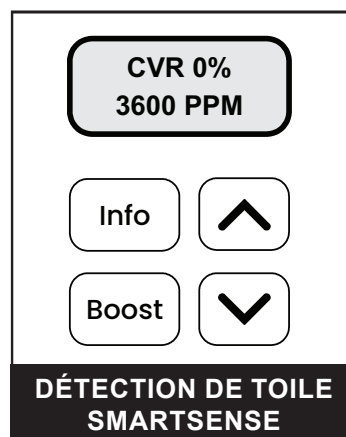 CVR 0%
3600 PPM
Info
Boost
DÉTECTION DE TOILE
SMARTSENSE